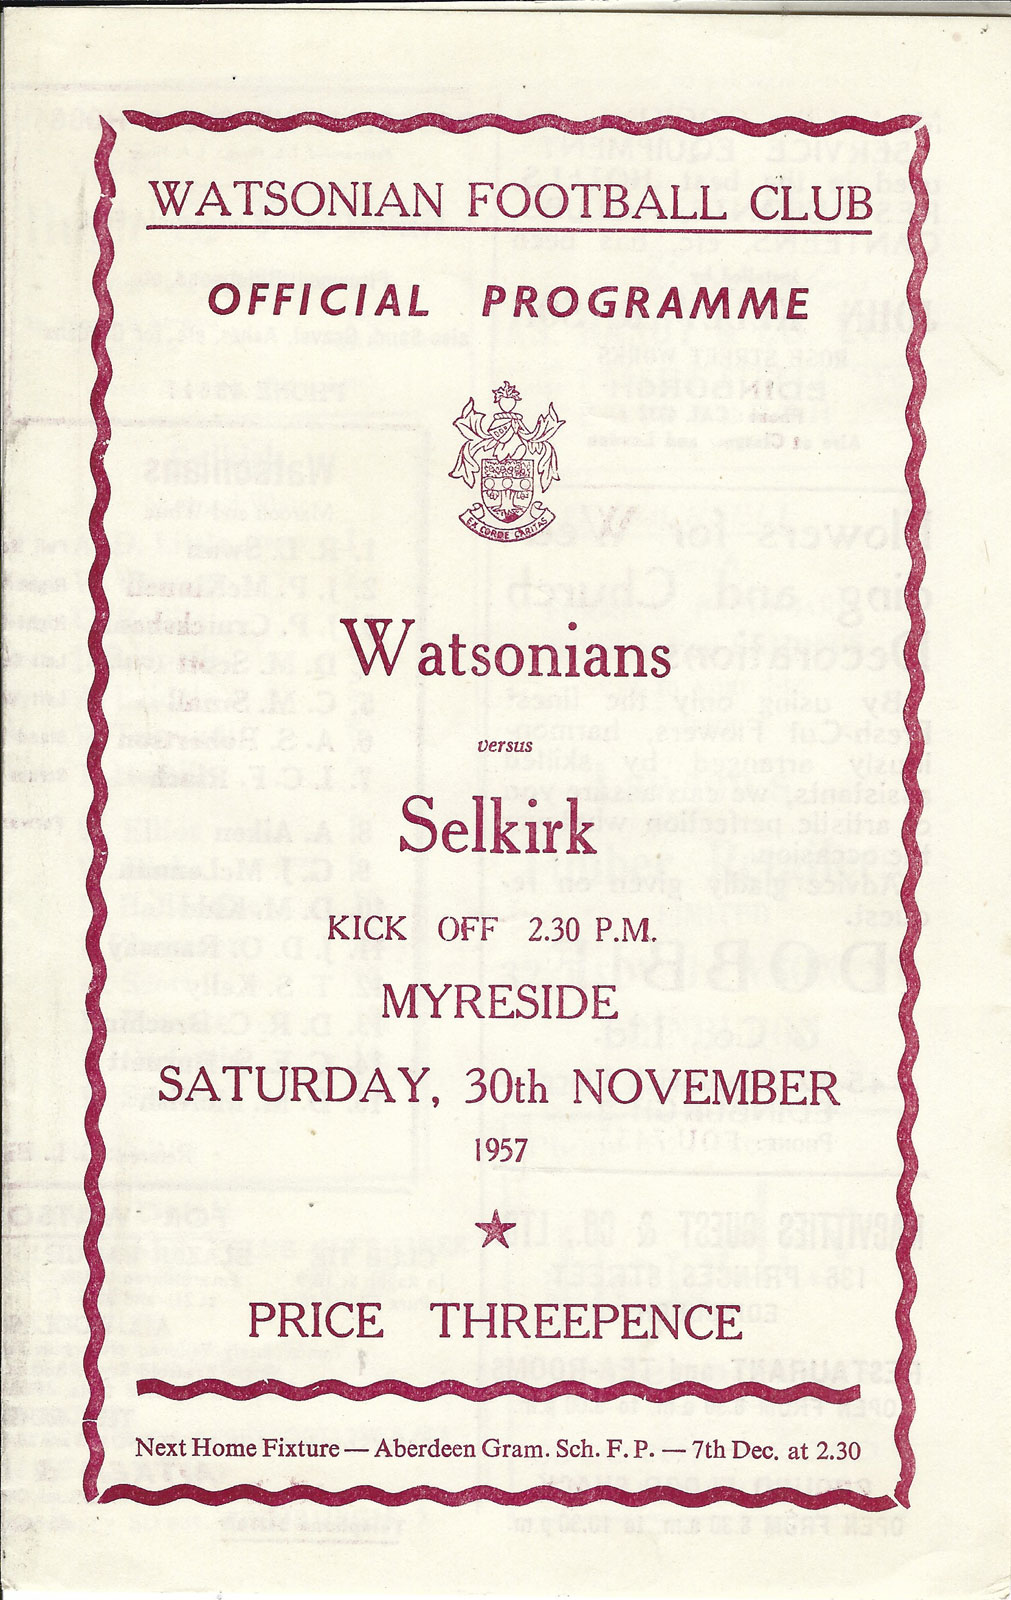 WATSONIAN FOOTBALL CLUB
OFFICIAL PROGRAMME
EX CORDE CARITAS
Watsonians
versus
Selkirk
KICK OFF 2.30 P.M.
MYRESIDE
SATURDAY, 30th NOVEMBER
1957
PRICE THREEPENCE
Next Home Fixture — Aberdeen Gram. Sch. F. P. — 7th Dec. at 2.30